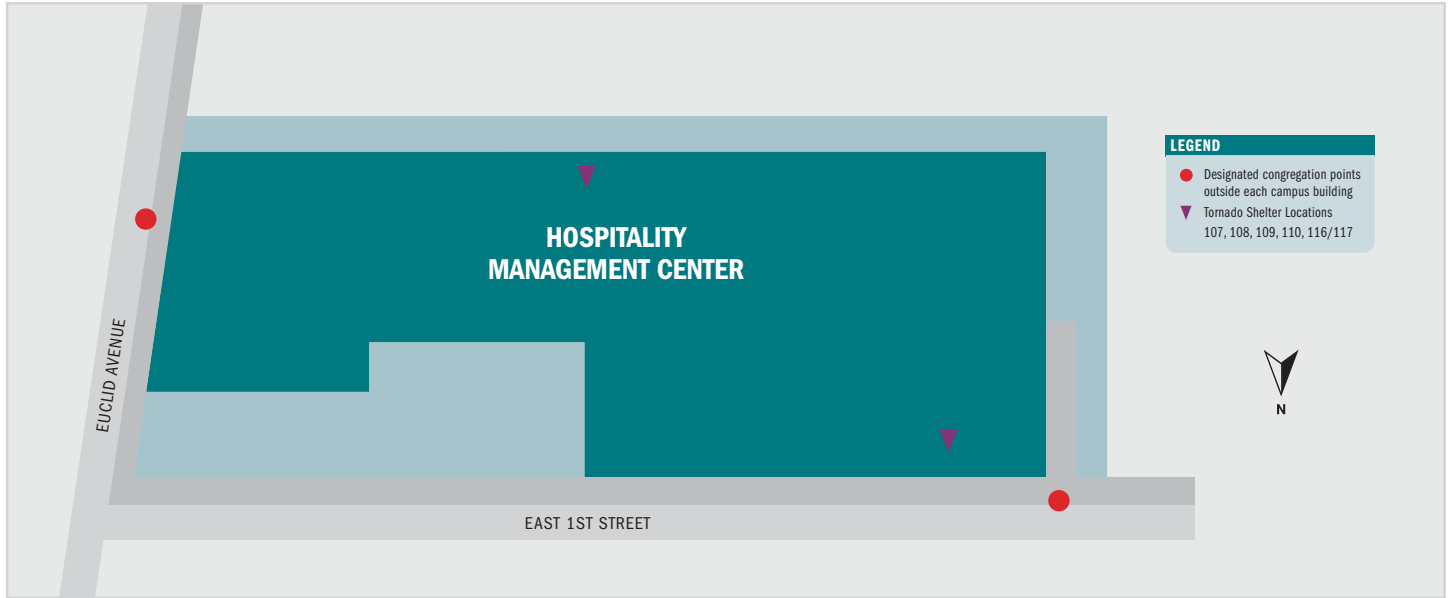 HOSPITALITY
MANAGEMENT CENTER
EUCLID AVENUE
EAST 1ST STREET
LEGEND
Designated congregation points
outside each campus building
Tornado Shelter Locations
107, 108, 109, 110, 116/117
N